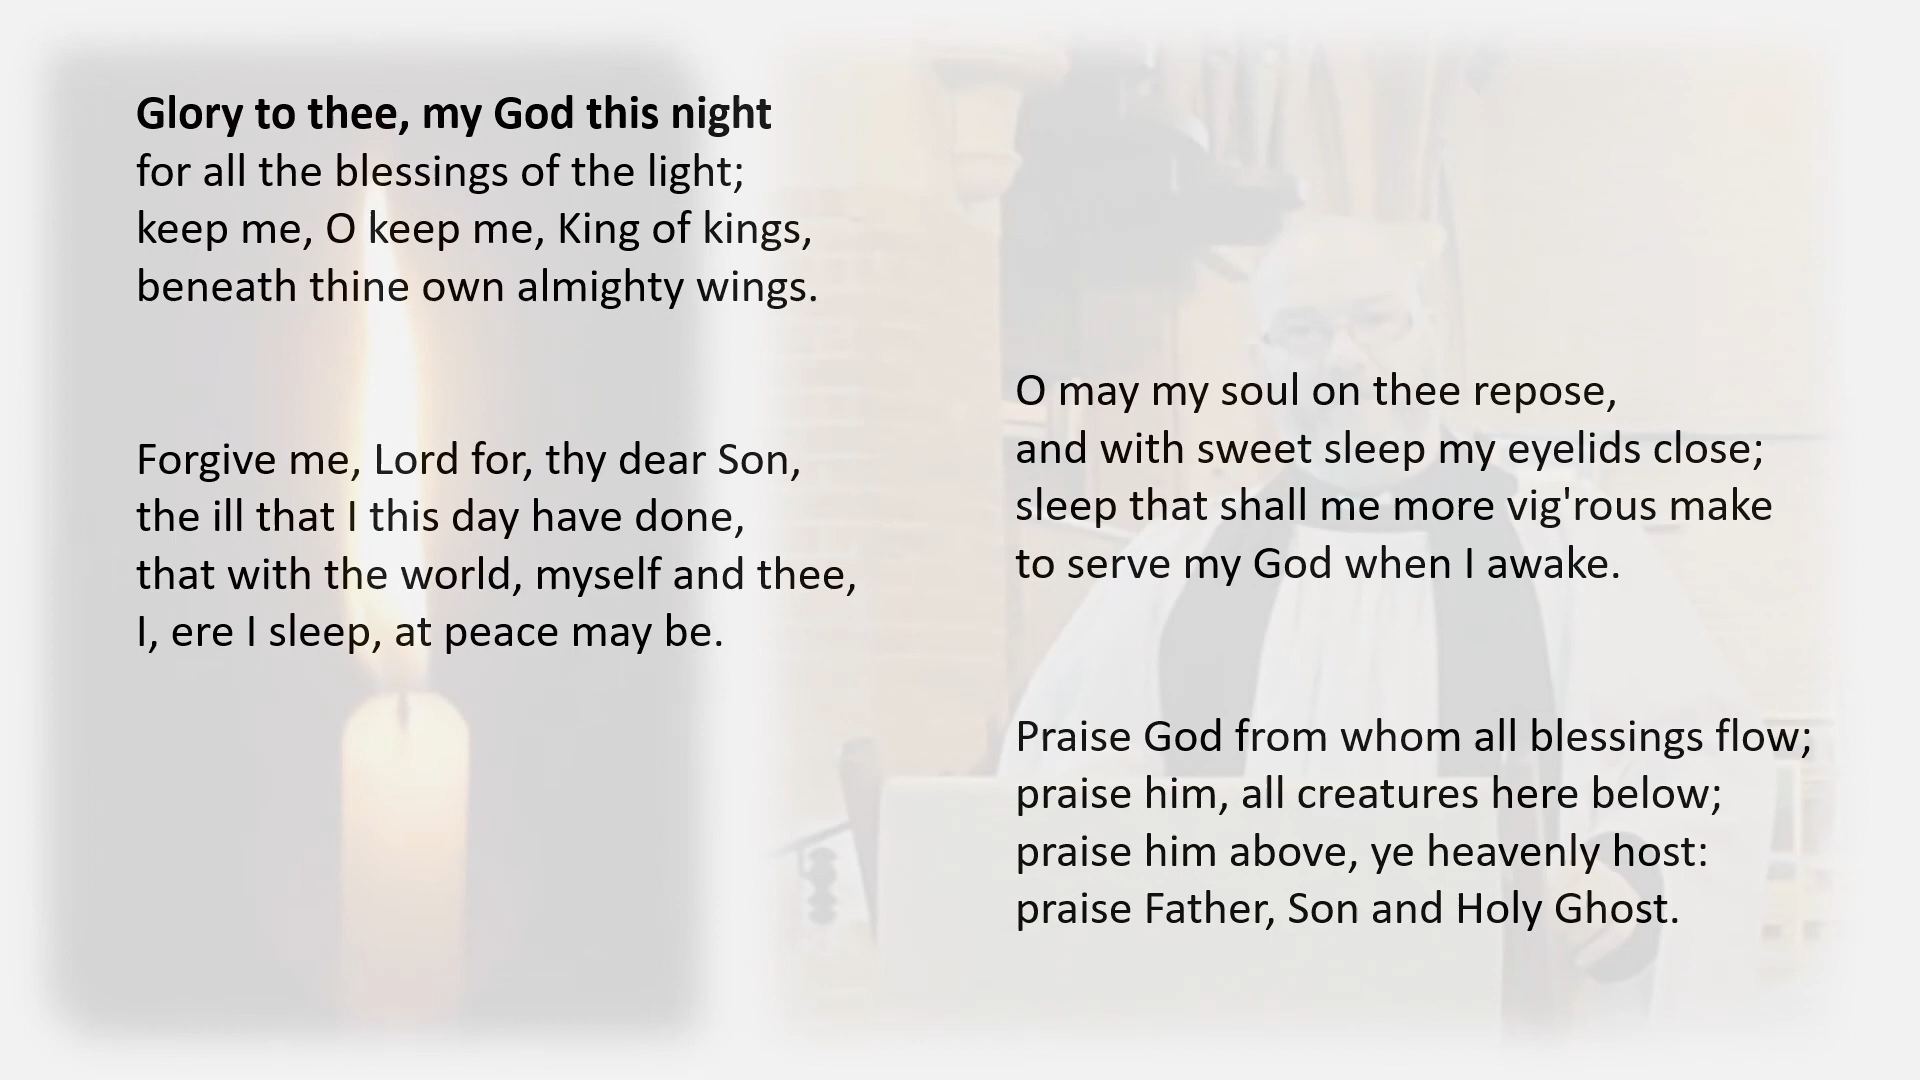 Glory to thee, my God this night
for all the blessings of the light;
keep me, O keep me, King of kings,
beneath thine own almighty wings.
Forgive me, Lord for, thy dear Son,
the ill that I this day have done,
that with the world, myself and thee,
I, ere I sleep, at peace may be.
O may my soul on thee repose,
and with sweet sleep my eyelids close;
sleep that shall me more vig'rous make
to serve my God when I awake.
Praise God from whom all blessings flow;
praise him, all creatures here below;
praise him above, ye heavenly host:
praise Father, Son and Holy Ghost.